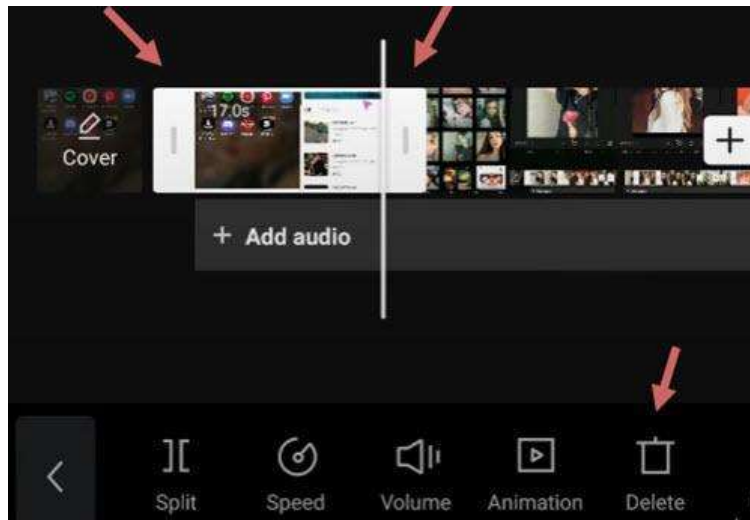 17.0s
Cover
+ Add audio
Split
Speed
Volume
Animation
Delete